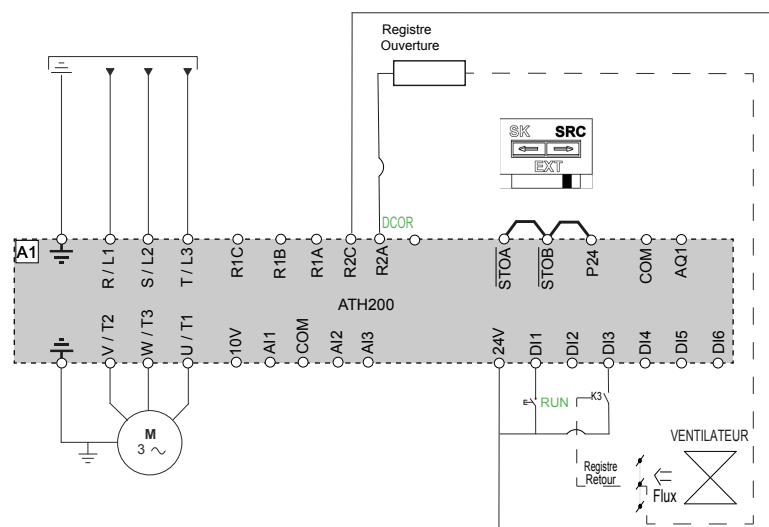 Registre
Ouverture
SK SRC
EXT
DCOR
A1
R / L1
S / L2
T / L3
R1C
R1B
R1A
R2C
R2A
STOA
STOB
P24
COM
AQ1
ATH200
V / T2
W / T3
U / T1
10V
AI1
COM
AI2
AI3
24V
DI1
DI2
DI3
DI4
DI5
DI6
M
3 ~
RUN
K3
VENTILATEUR
Registre
Retour
Flux